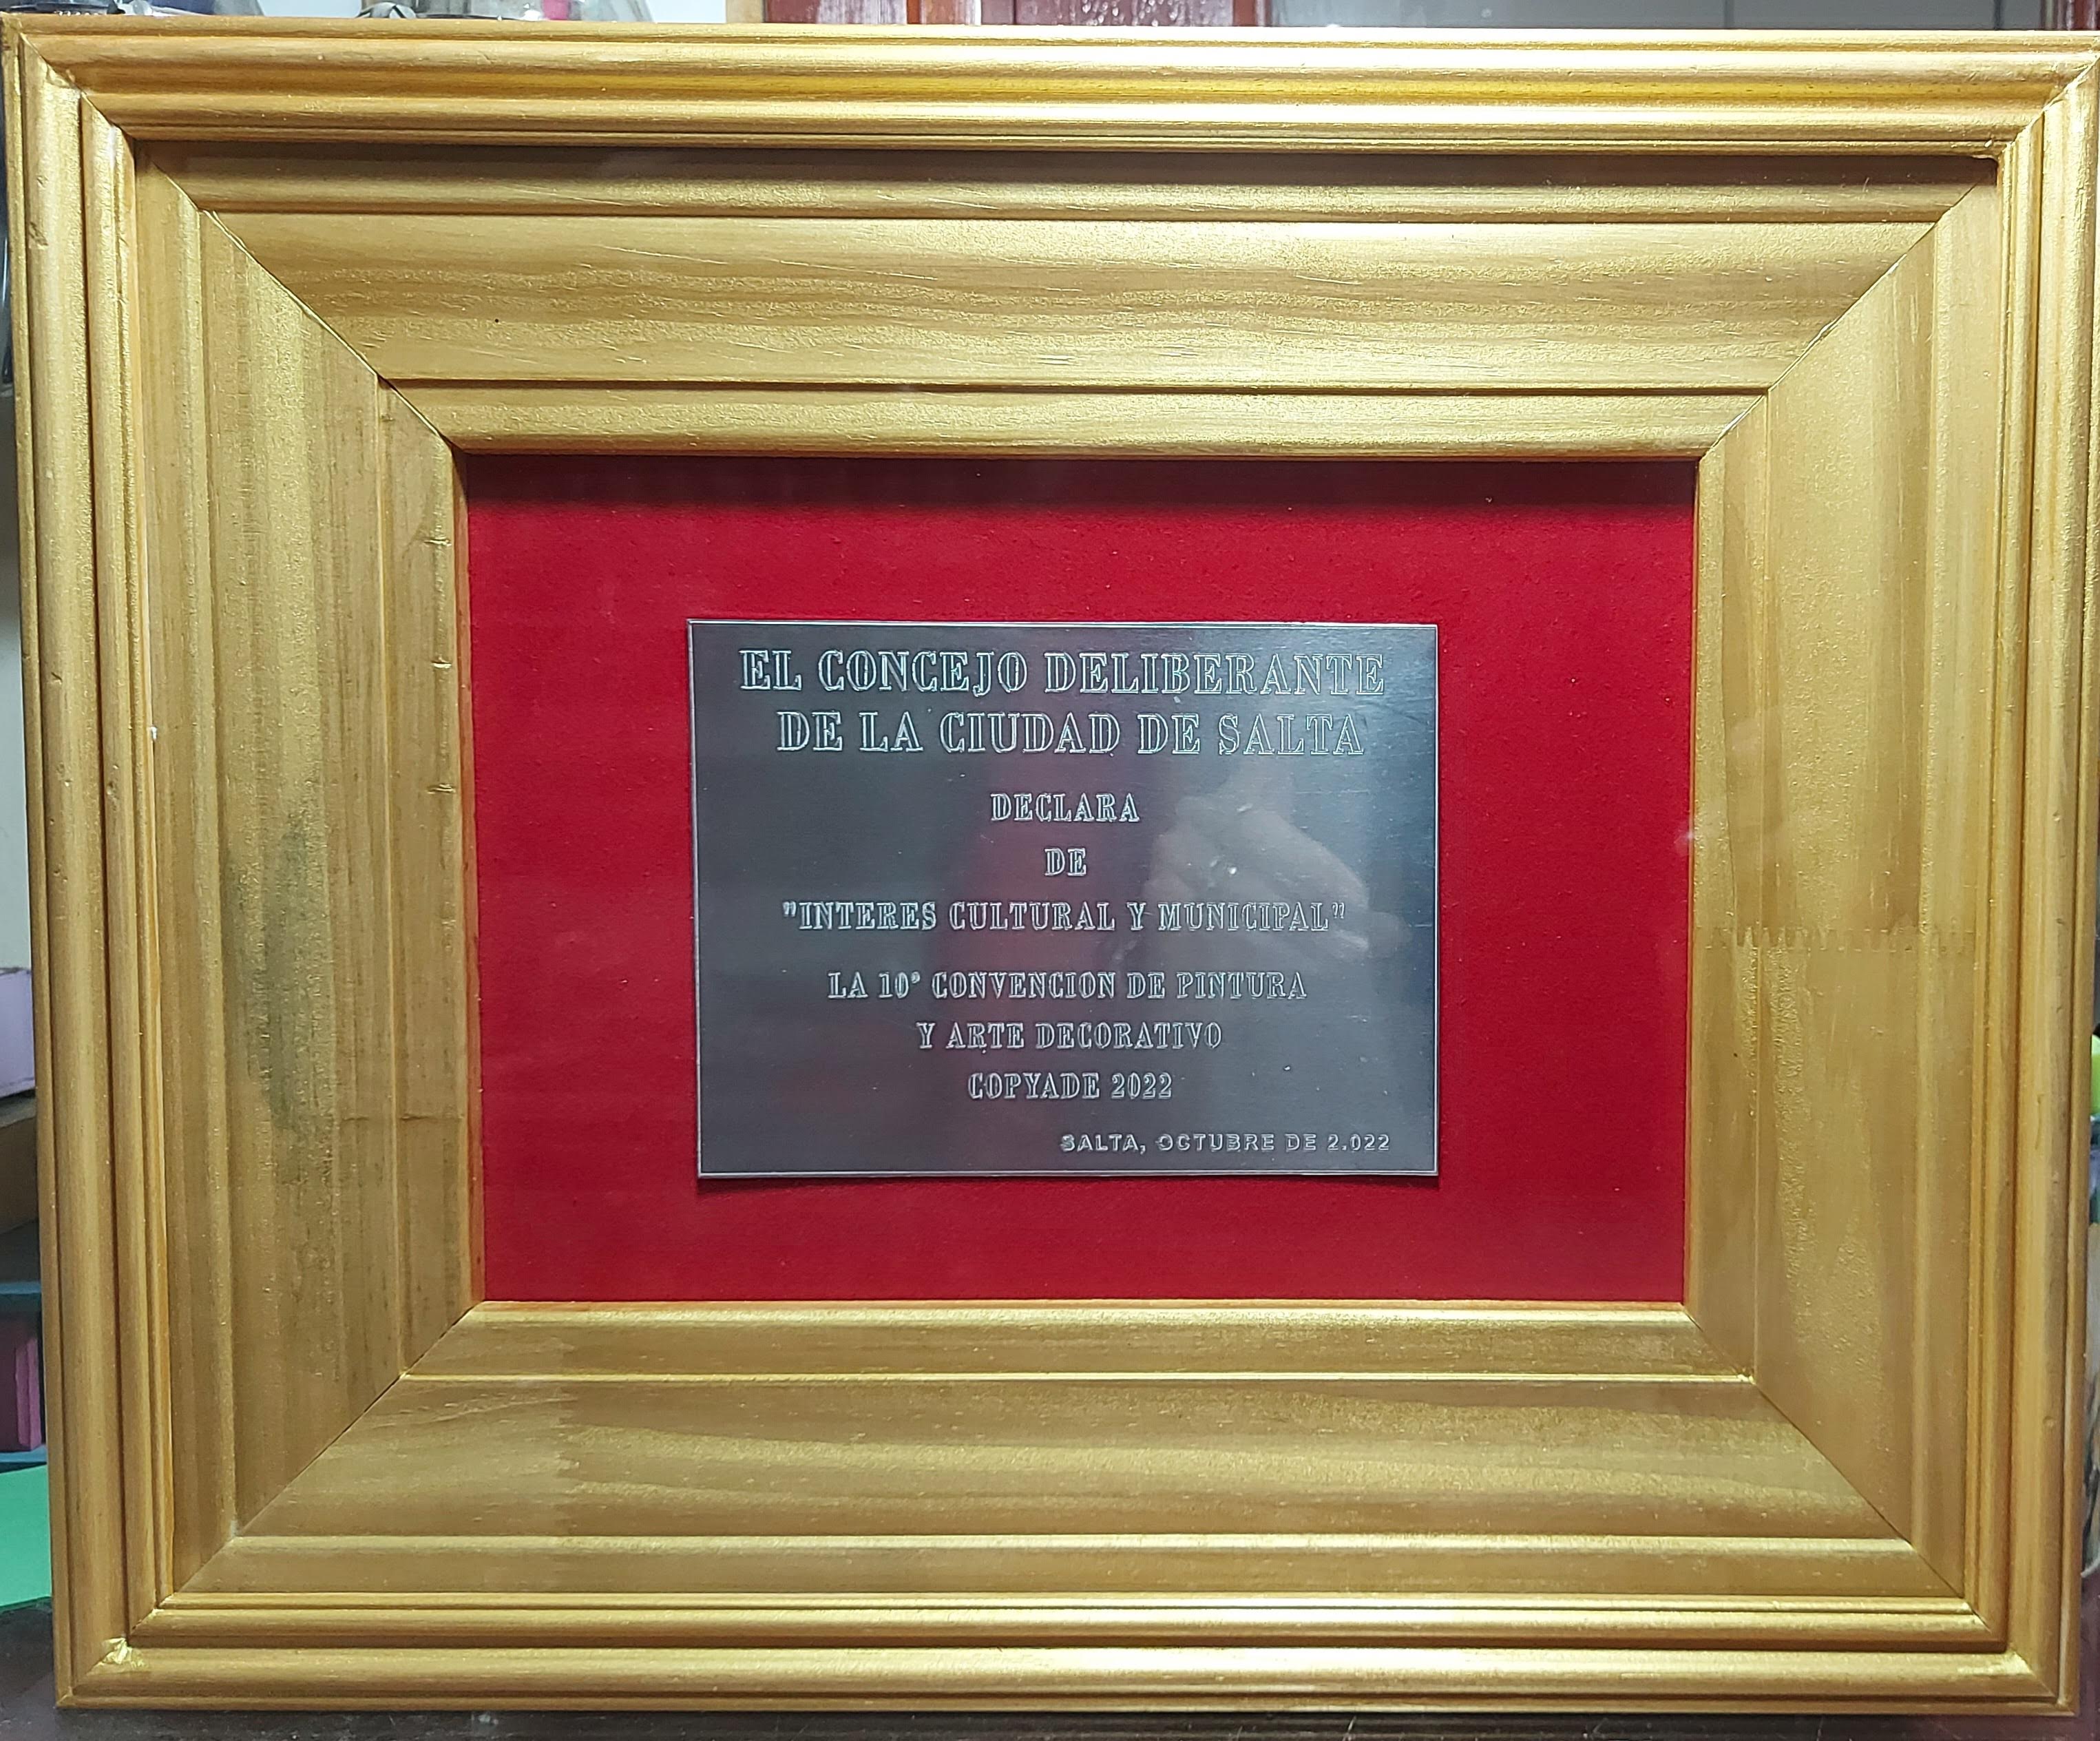 EL CONCEJO DELIBERANTE
DE LA CIUDAD DE SALTA
DECLARA
DE
"INTERES CULTURAL Y MUNICIPAL"
LA 10° CONVENCION DE PINTURA
Y ARTE DECORATIVO
COPYADE 2022
SALTA, OCTUBRE DE 2.022